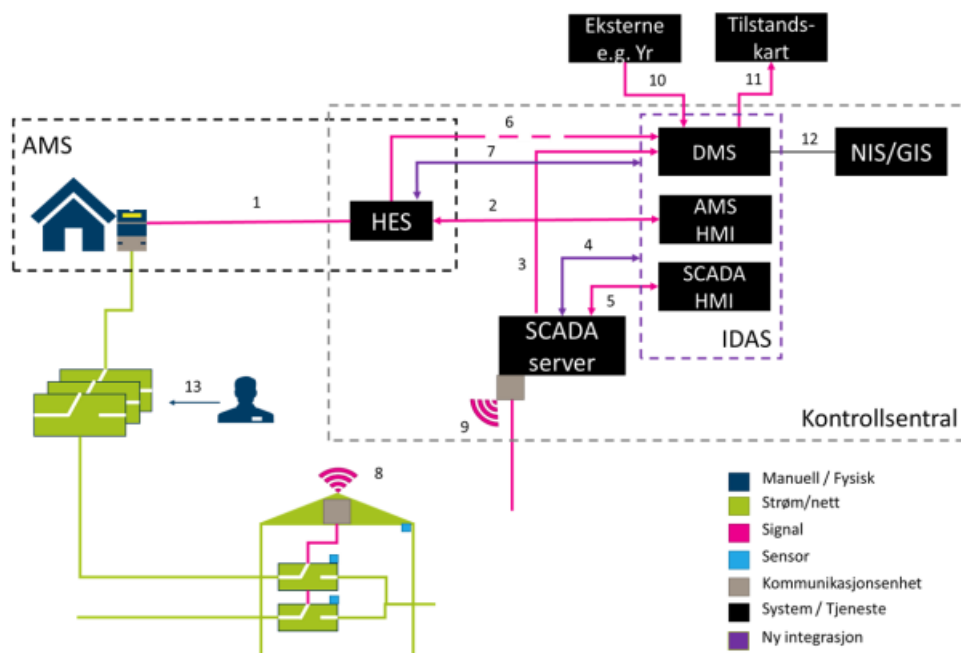 Eksterne
e.g. Yr
Tilstands-
kart
10
11
AMS
6
7
DMS
12
NIS/GIS
1
HES
2
AMS
HMI
3
4
5
SCADA
HMI
SCADA
server
IDAS
13
9
Kontrollsentral
8
Manuell / Fysisk
Strøm/nett
Signal
Sensor
Kommunikasjonsenhet
System / Tjeneste
Ny integrasjon